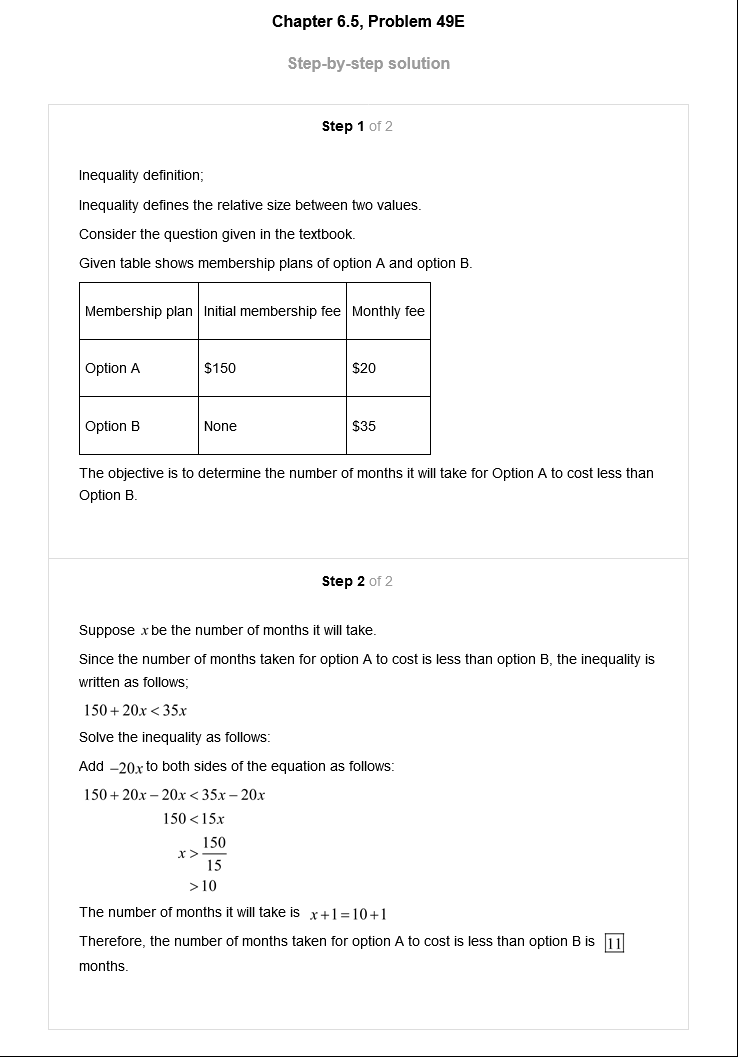 Chapter 6.5, Problem 49E
Step-by-step solution
Step 1 of 2
Inequality definition;
Inequality defines the relative size between two values.
Consider the question given in the textbook.
Given table shows membership plans of option A and option B.
Membership plan Initial membership fee Monthly fee
Option A $150 $20
Option B None $35
The objective is to determine the number of months it will take for Option A to cost less than
Option B.
Step 2 of 2
Suppose x be the number of months it will take.
Since the number of months taken for option A to cost is less than option B, the inequality is
written as follows;
150 + 20x < 35x
Solve the inequality as follows:
Add −20x to both sides of the equation as follows:
150 + 20x − 20x < 35x − 20x
150 < 15x
x > 150/15
> 10
The number of months it will take is x + 1 = 10 + 1
Therefore, the number of months taken for option A to cost is less than option B is 11
months.